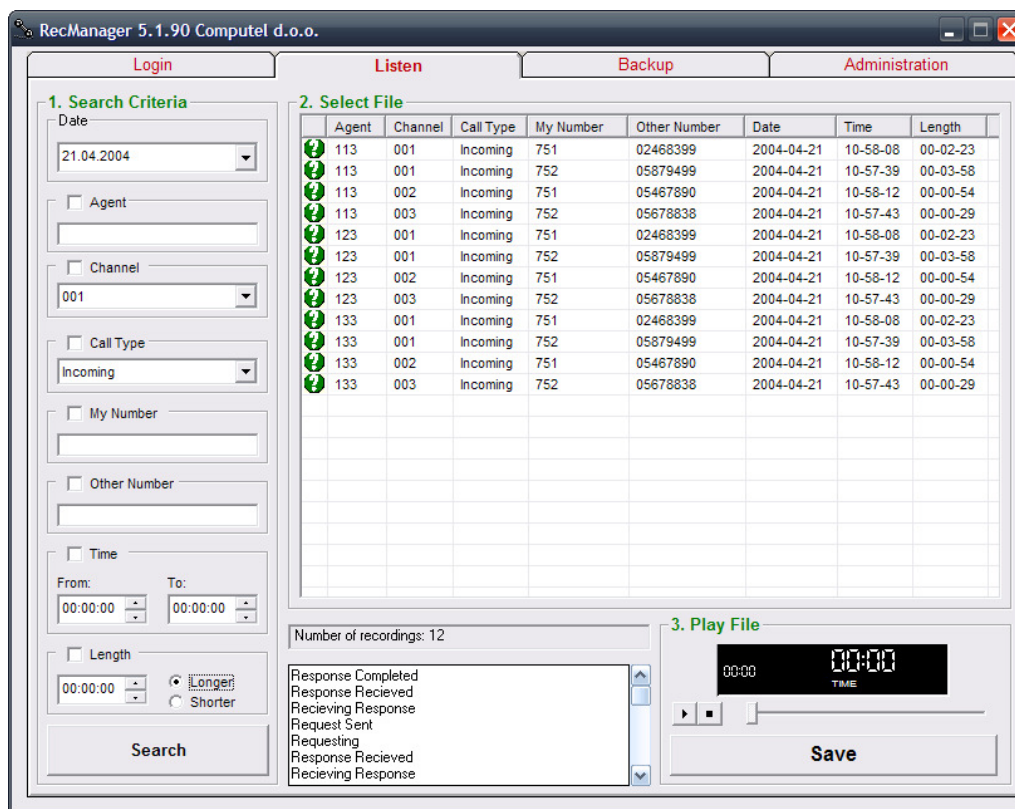 RecManager 5.1.90 Computel d.o.o.
Login Listen Backup Administration
1. Search Criteria
Date
21.04.2004
Agent
Channel
001
Call Type
Incoming
My Number
Other Number
Time
From: To:
00:00:00 00:00:00
Length
00:00:00 Longer
Shorter
Search
2. Select File
Agent Channel Call Type My Number Other Number Date Time Length
113 001 Incoming 751 02468399 2004-04-21 10-58-08 00-02-23
113 001 Incoming 752 05879499 2004-04-21 10-57-39 00-03-58
113 002 Incoming 751 05467890 2004-04-21 10-58-12 00-00-54
113 003 Incoming 752 05678838 2004-04-21 10-57-43 00-00-29
123 001 Incoming 751 02468399 2004-04-21 10-58-08 00-02-23
123 001 Incoming 752 05879499 2004-04-21 10-57-39 00-03-58
123 002 Incoming 751 05467890 2004-04-21 10-58-12 00-00-54
123 003 Incoming 752 05678838 2004-04-21 10-57-43 00-00-29
133 001 Incoming 751 02468399 2004-04-21 10-58-08 00-02-23
133 001 Incoming 752 05879499 2004-04-21 10-57-39 00-03-58
133 002 Incoming 751 05467890 2004-04-21 10-58-12 00-00-54
133 003 Incoming 752 05678838 2004-04-21 10-57-43 00-00-29
Number of recordings: 12
Response Completed
Response Recieved
Recieving Response
Request Sent
Requesting
Response Recieved
Recieving Response
3. Play File
00:00 00:00
TIME
Save